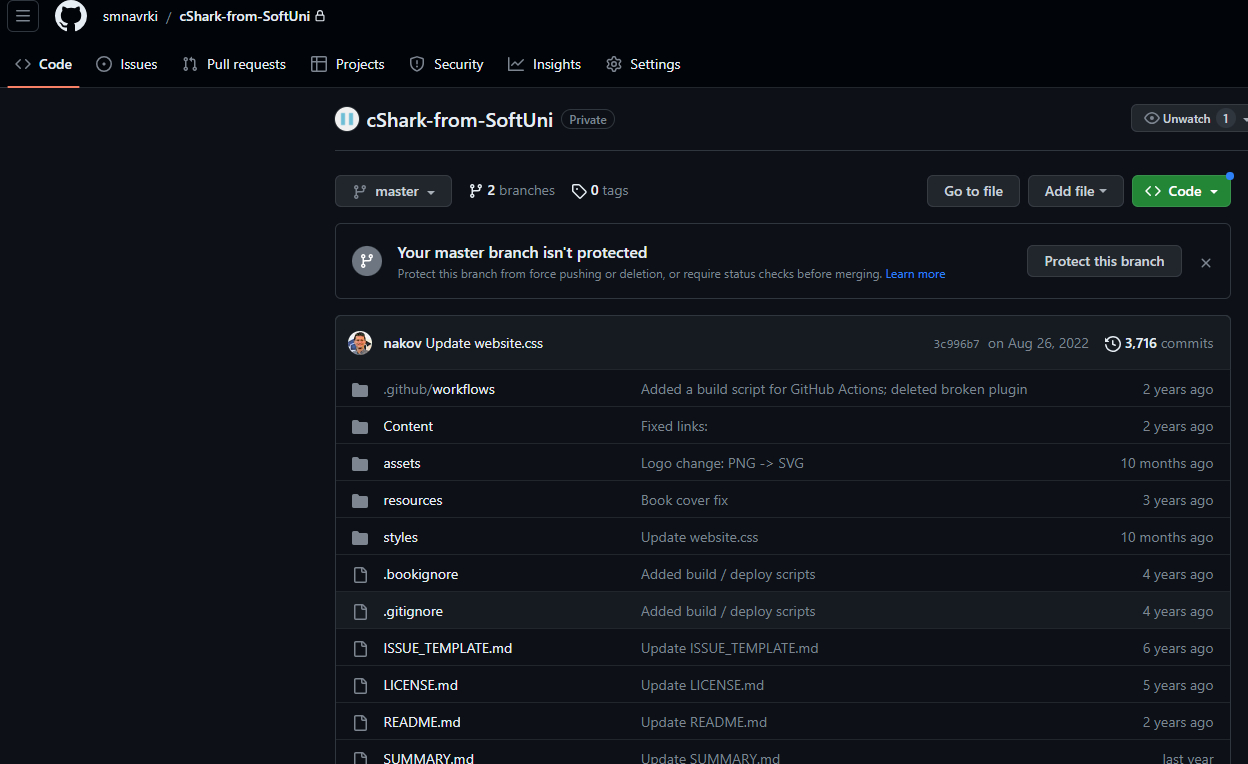 smnavrki / cShark-from-SoftUni
Code Issues Pull requests Projects Security Insights Settings
cShark-from-SoftUni Private
Unwatch 1
master 2 branches 0 tags
Go to file Add file Code
Your master branch isn't protected
Protect this branch from force pushing or deletion, or require status checks before merging. Learn more
Protect this branch
nakov Update website.css 3c996b7 on Aug 26, 2022 3,716 commits
.github/workflows Added a build script for GitHub Actions; deleted broken plugin 2 years ago
Content Fixed links: 2 years ago
assets Logo change: PNG -> SVG 10 months ago
resources Book cover fix 3 years ago
styles Update website.css 10 months ago
.bookignore Added build / deploy scripts 4 years ago
.gitignore Added build / deploy scripts 4 years ago
ISSUE_TEMPLATE.md Update ISSUE_TEMPLATE.md 6 years ago
LICENSE.md Update LICENSE.md 5 years ago
README.md Update README.md 2 years ago
SUMMARY.md Update SUMMARY.md last year